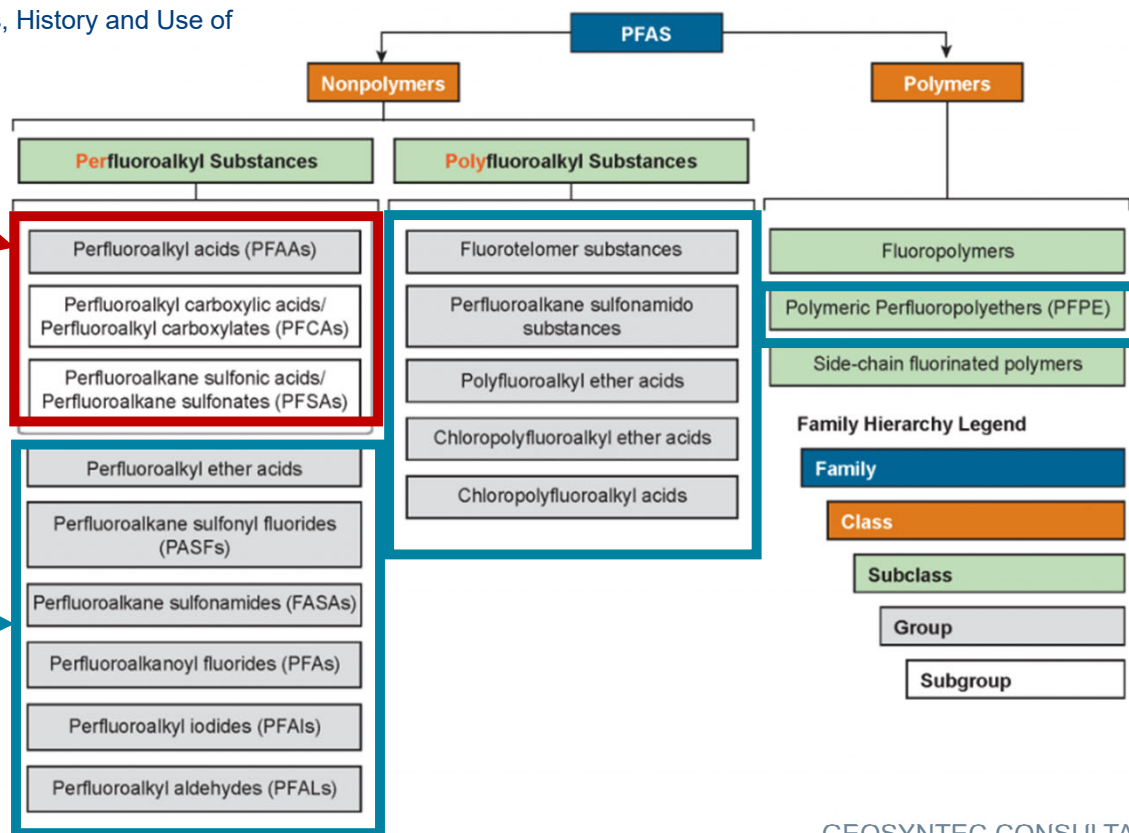 , History and Use of
PFAS
Nonpolymers
Polymers
Perfluoroalkyl Substances
Polyfluoroalkyl Substances
Perfluoroalkyl acids (PFAAs)
Perfluoroalkyl carboxylic acids/
Perfluoroalkyl carboxylates (PFCAs)
Perfluoroalkane sulfonic acids/
Perfluoroalkane sulfonates (PFSAs)
Perfluoroalkyl ether acids
Perfluoroalkane sulfonyl fluorides
(PASFs)
Perfluoroalkane sulfonamides (FASAs)
Perfluoroalkanoyl fluorides (PFAs)
Perfluoroalkyl iodides (PFAIs)
Perfluoroalkyl aldehydes (PFALs)
Fluorotelomer substances
Perfluoroalkane sulfonamido
substances
Polyfluoroalkyl ether acids
Chloropolyfluoroalkyl ether acids
Chloropolyfluoroalkyl acids
Fluoropolymers
Polymeric Perfluoropolyethers (PFPE)
Side-chain fluorinated polymers
Family Hierarchy Legend
Family
Class
Subclass
Group
Subgroup
GEOSYNTEC